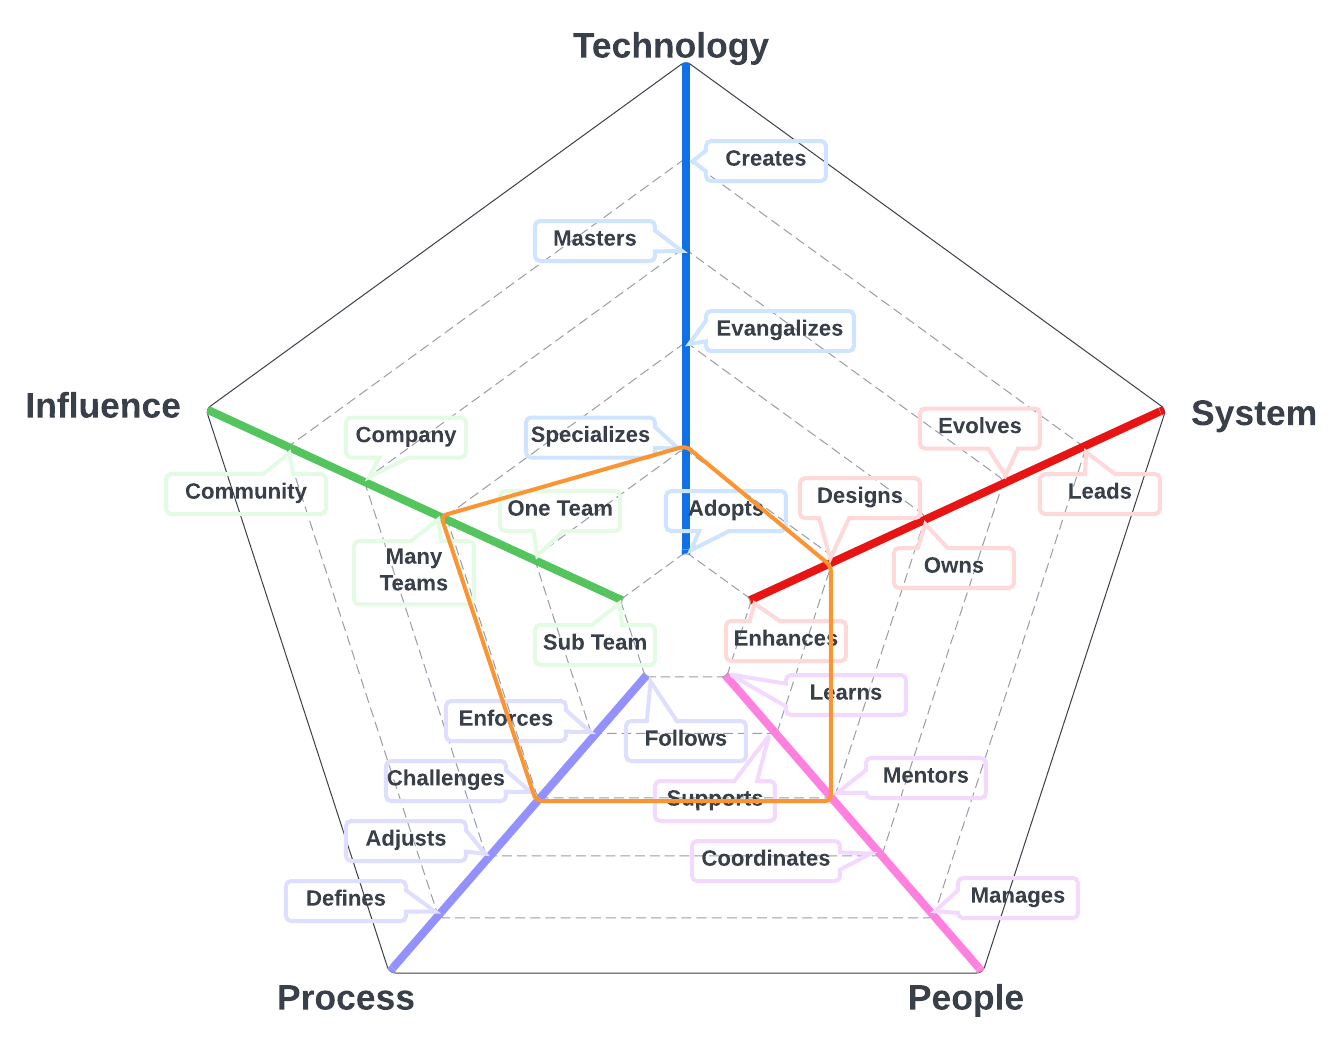 Technology
Creates
Masters
Evangalizes
Influence
System
Company
Specializes
Evolves
Community
One Team
Adopts
Designs
Leads
Many
Teams
Owns
Sub Team
Enhances
Learns
Enforces
Follows
Challenges
Supports
Mentors
Adjusts
Coordinates
Defines
Manages
Process
People